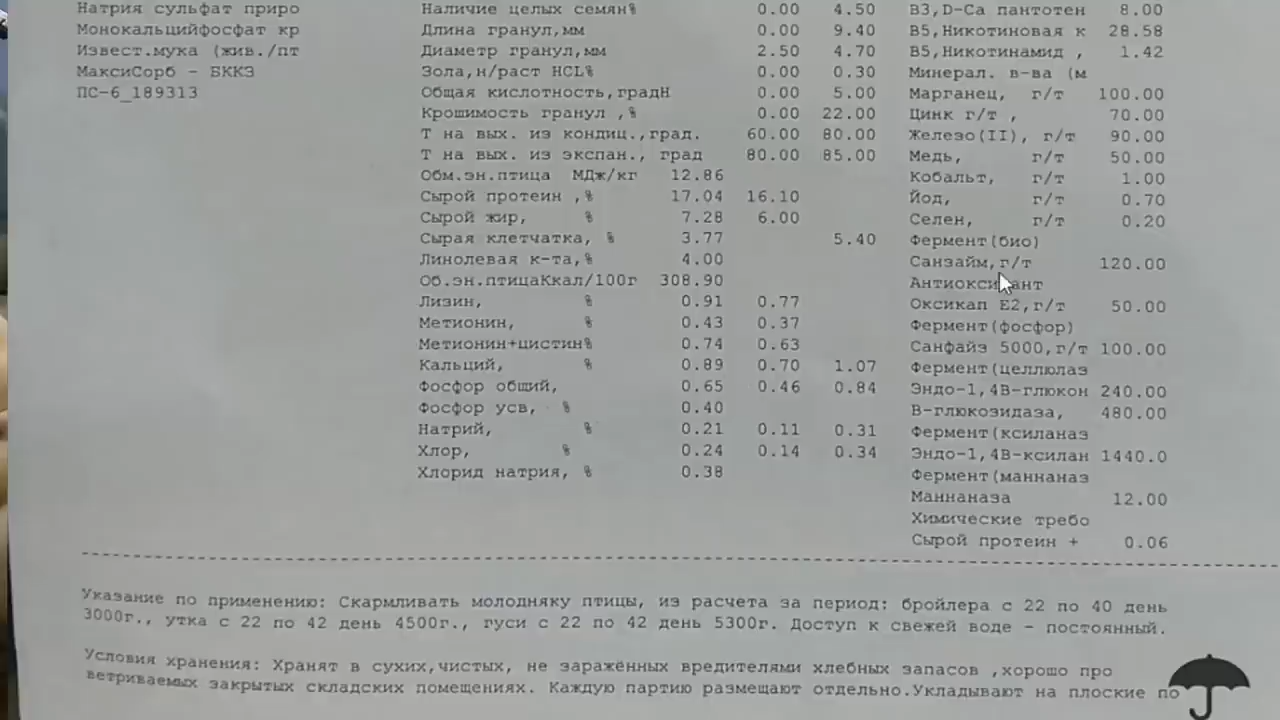 Натрия сульфат приро
Монокальцийфосфат кр
Извест.мука (жив./пт
МаксиСорб - БККЗ
ПС-6_189313
Наличие целых семян% 0.00 4.50
Длина гранул,мм 0.00 9.40
Диаметр гранул,мм 2.50 4.70
Зола,н/раст HCL% 0.00 0.30
Общая кислотность,градН 0.00 5.00
Крошимость гранул ,% 0.00 22.00
Т на вых. из кондиц.,град. 60.00 80.00
Т на вых. из экспан., град 80.00 85.00
Обм.эн.птица МДж/кг 12.86
Сырой протеин ,% 17.04 16.10
Сырой жир, % 7.28 6.00
Сырая клетчатка, % 3.77 5.40
Линолевая к-та,% 4.00
Об.эн.птицаКкал/100г 308.90
Лизин, % 0.91 0.77
Метионин, % 0.43 0.37
Метионин+цистин% 0.74 0.63
Кальций, % 0.89 0.70 1.07
Фосфор общий, 0.65 0.46 0.84
Фосфор усв, % 0.40
Натрий, % 0.21 0.11 0.31
Хлор, % 0.24 0.14 0.34
Хлорид натрия, % 0.38
В3,D-Са пантотен 8.00
В5,Никотиновая к 28.58
В5,Никотинамид , 1.42
Минерал. в-ва (м
Марганец, г/т 100.00
Цинк г/т , 70.00
Железо(II), г/т 90.00
Медь, г/т 50.00
Кобальт, г/т 1.00
Йод, г/т 0.70
Селен, г/т 0.20
Фермент(био)
Санзайм,г/т 120.00
Антиоксидант
Оксикап Е2,г/т 50.00
Фермент(фосфор)
Санфайз 5000,г/т 100.00
Фермент(целлюлаз
Эндо-1,4В-глюкон 240.00
В-глюкозидаза, 480.00
Фермент(ксиланаз
Эндо-1,4В-ксилан 1440.0
Фермент(маннаназ
Маннаназа 12.00
Химические требо
Сырой протеин + 0.06
Указание по применению: Скармливать молодняку птицы, из расчета за период: бройлера с 22 по 40 день
3000г., утка с 22 по 42 день 4500г., гуси с 22 по 42 день 5300г. Доступ к свежей воде - постоянный.
Условия хранения: Хранят в сухих,чистых, не заражённых вредителями хлебных запасов ,хорошо про
ветриваемых закрытых складских помещениях. Каждую партию размещают отдельно.Укладывают на плоские по